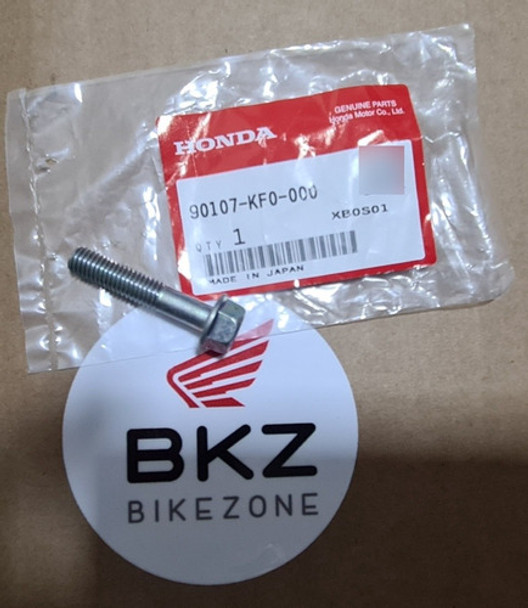 GENUINE PARTS
Honda Motor Co., Ltd.
HONDA
90107-KF0-000
XB0S01
QTY 1
MADE IN JAPAN
BKZ
BIKEZONE